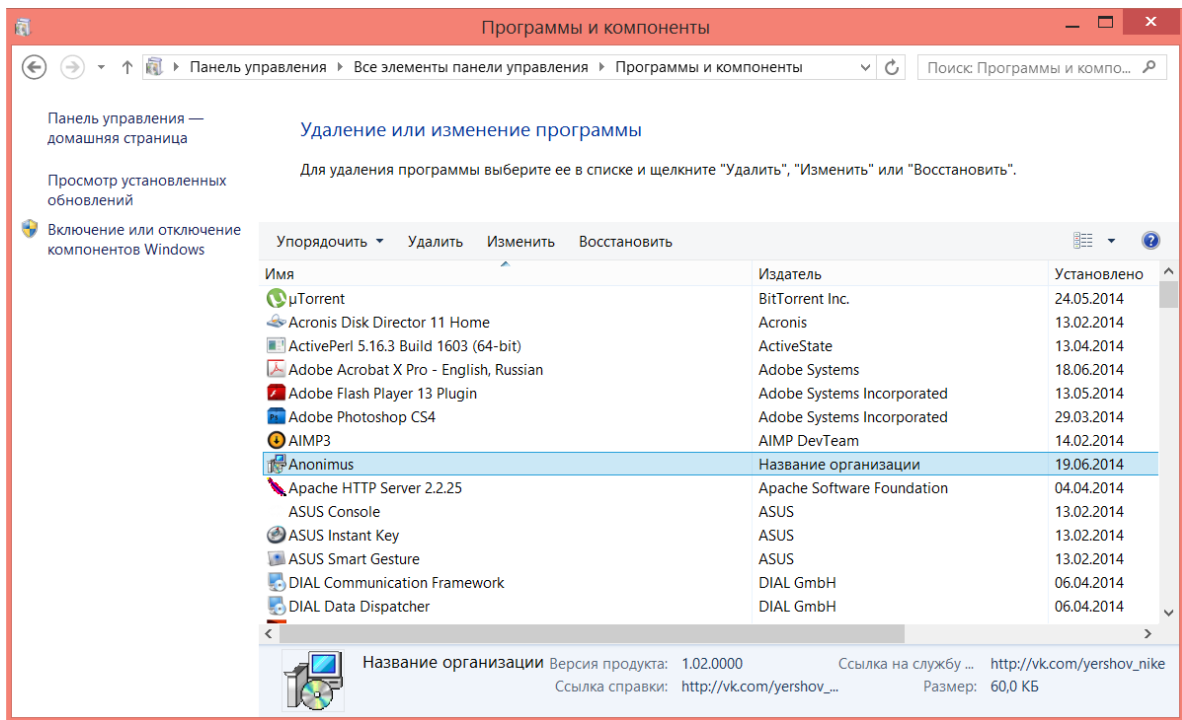 Программы и компоненты
Панель управления Все элементы панели управления Программы и компоненты Поиск: Программы и компо...
Панель управления —
домашняя страница
Просмотр установленных
обновлений
Включение или отключение
компонентов Windows
Удаление или изменение программы
Для удаления программы выберите ее в списке и щелкните "Удалить", "Изменить" или "Восстановить".
Упорядочить Удалить Изменить Восстановить
Имя Издатель Установлено
µTorrent BitTorrent Inc. 24.05.2014
Acronis Disk Director 11 Home Acronis 13.02.2014
ActivePerl 5.16.3 Build 1603 (64-bit) ActiveState 13.04.2014
Adobe Acrobat X Pro - English, Russian Adobe Systems 18.06.2014
Adobe Flash Player 13 Plugin Adobe Systems Incorporated 13.05.2014
Adobe Photoshop CS4 Adobe Systems Incorporated 29.03.2014
AIMP3 AIMP DevTeam 14.02.2014
Anonimus Название организации 19.06.2014
Apache HTTP Server 2.2.25 Apache Software Foundation 04.04.2014
ASUS Console ASUS 13.02.2014
ASUS Instant Key ASUS 13.02.2014
ASUS Smart Gesture ASUS 13.02.2014
DIAL Communication Framework DIAL GmbH 06.04.2014
DIAL Data Dispatcher DIAL GmbH 06.04.2014
Название организации Версия продукта: 1.02.0000 Ссылка на службу ... http://vk.com/yershov_nike
Ссылка справки: http://vk.com/yershov_... Размер: 60,0 КБ